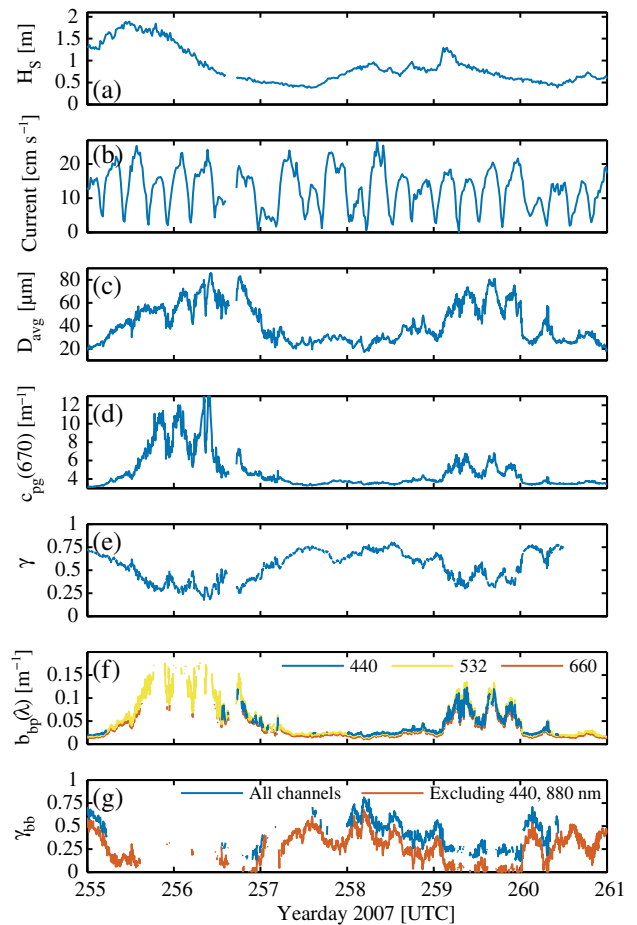 2
1.5
1
0.5
0
H_S [m]
(a)
20
10
0
Current [cm s⁻¹]
(b)
80
60
40
20
D_avg [μm]
(c)
12
10
8
6
4
c_pg(670) [m⁻¹]
(d)
1
0.75
0.5
0.25
0
γ
(e)
0.15
0.1
0.05
0
b_bp(λ) [m⁻¹]
(f)
440 532 660
1
0.75
0.5
0.25
0
γ_bb
(g)
All channels Excluding 440, 880 nm
255 256 257 258 259 260 261
Yearday 2007 [UTC]